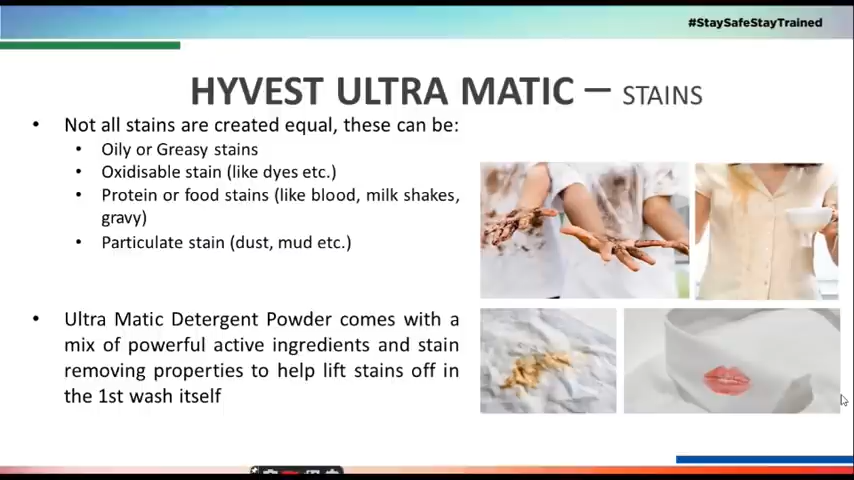 #StaySafeStayTrained
HYVEST ULTRA MATIC – STAINS
• Not all stains are created equal, these can be:
• Oily or Greasy stains
• Oxidisable stain (like dyes etc.)
• Protein or food stains (like blood, milk shakes,
gravy)
• Particulate stain (dust, mud etc.)
• Ultra Matic Detergent Powder comes with a
mix of powerful active ingredients and stain
removing properties to help lift stains off in
the 1st wash itself